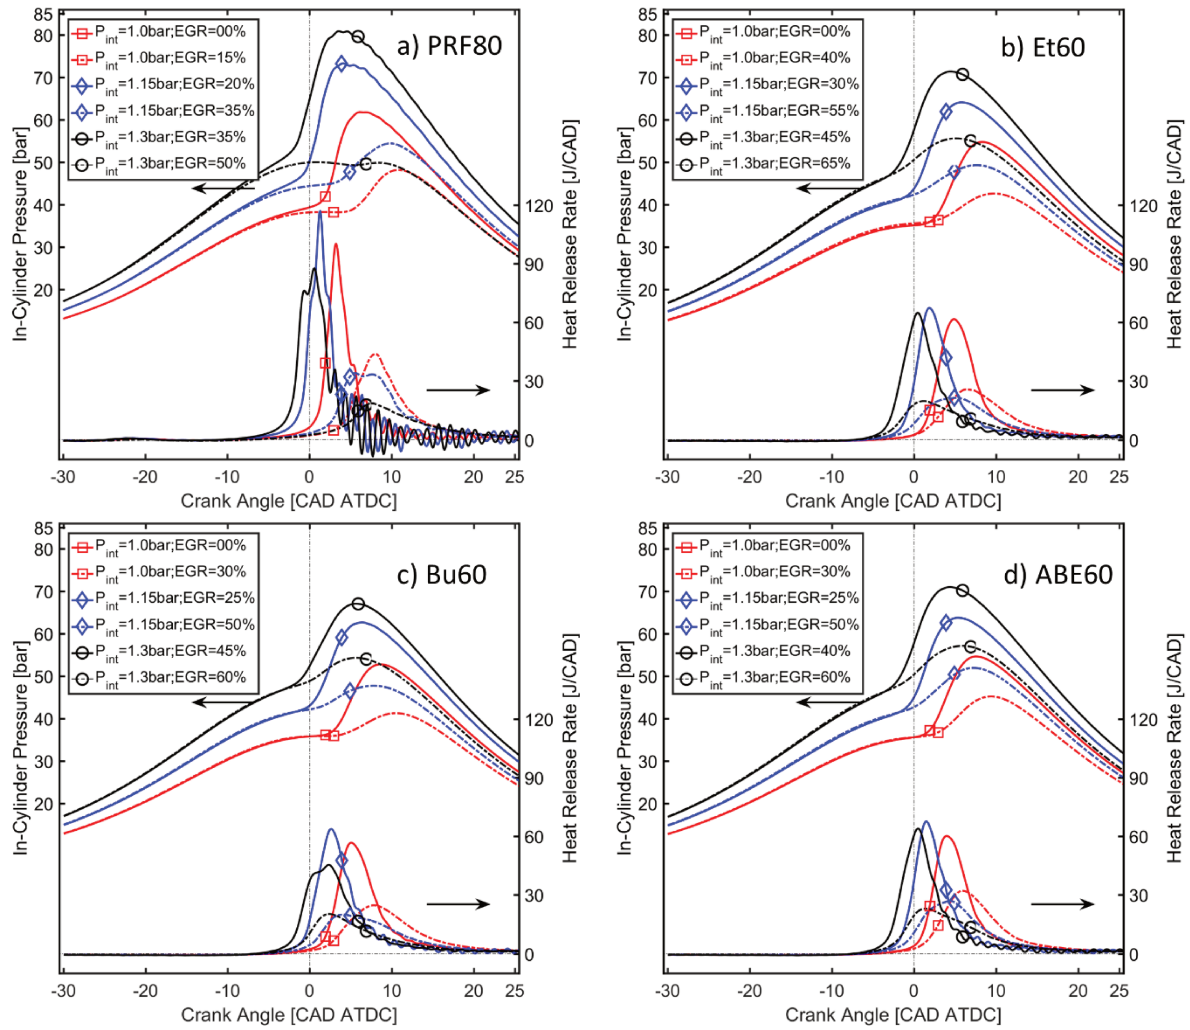 a) PRF80
P_int=1.0bar;EGR=00%
P_int=1.0bar;EGR=15%
P_int=1.15bar;EGR=20%
P_int=1.15bar;EGR=35%
P_int=1.3bar;EGR=35%
P_int=1.3bar;EGR=50%
In-Cylinder Pressure [bar]
85
80
70
60
50
40
30
20
Heat Release Rate [J/CAD]
120
90
60
30
0
-30
-20
-10
0
10
20
25
Crank Angle [CAD ATDC]
b) Et60
P_int=1.0bar;EGR=00%
P_int=1.0bar;EGR=40%
P_int=1.15bar;EGR=30%
P_int=1.15bar;EGR=55%
P_int=1.3bar;EGR=45%
P_int=1.3bar;EGR=65%
In-Cylinder Pressure [bar]
85
80
70
60
50
40
30
20
Heat Release Rate [J/CAD]
120
90
60
30
0
-30
-20
-10
0
10
20
25
Crank Angle [CAD ATDC]
c) Bu60
P_int=1.0bar;EGR=00%
P_int=1.0bar;EGR=30%
P_int=1.15bar;EGR=25%
P_int=1.15bar;EGR=50%
P_int=1.3bar;EGR=45%
P_int=1.3bar;EGR=60%
In-Cylinder Pressure [bar]
85
80
70
60
50
40
30
20
Heat Release Rate [J/CAD]
120
90
60
30
0
-30
-20
-10
0
10
20
25
Crank Angle [CAD ATDC]
d) ABE60
P_int=1.0bar;EGR=00%
P_int=1.0bar;EGR=30%
P_int=1.15bar;EGR=25%
P_int=1.15bar;EGR=50%
P_int=1.3bar;EGR=40%
P_int=1.3bar;EGR=60%
In-Cylinder Pressure [bar]
85
80
70
60
50
40
30
20
Heat Release Rate [J/CAD]
120
90
60
30
0
-30
-20
-10
0
10
20
25
Crank Angle [CAD ATDC]